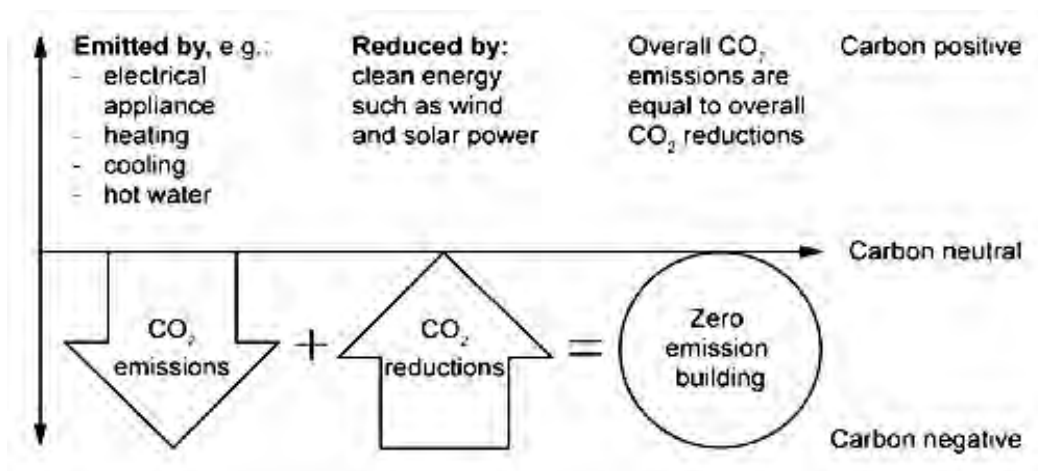 Emitted by, e.g.:
- electrical
appliance
- heating
- cooling
- hot water
Reduced by:
clean energy
such as wind
and solar power
Overall CO₂
emissions are
equal to overall
CO₂ reductions
Carbon positive
Carbon neutral
CO₂
emissions
+
CO₂
reductions
=
Zero
emission
building
Carbon negative